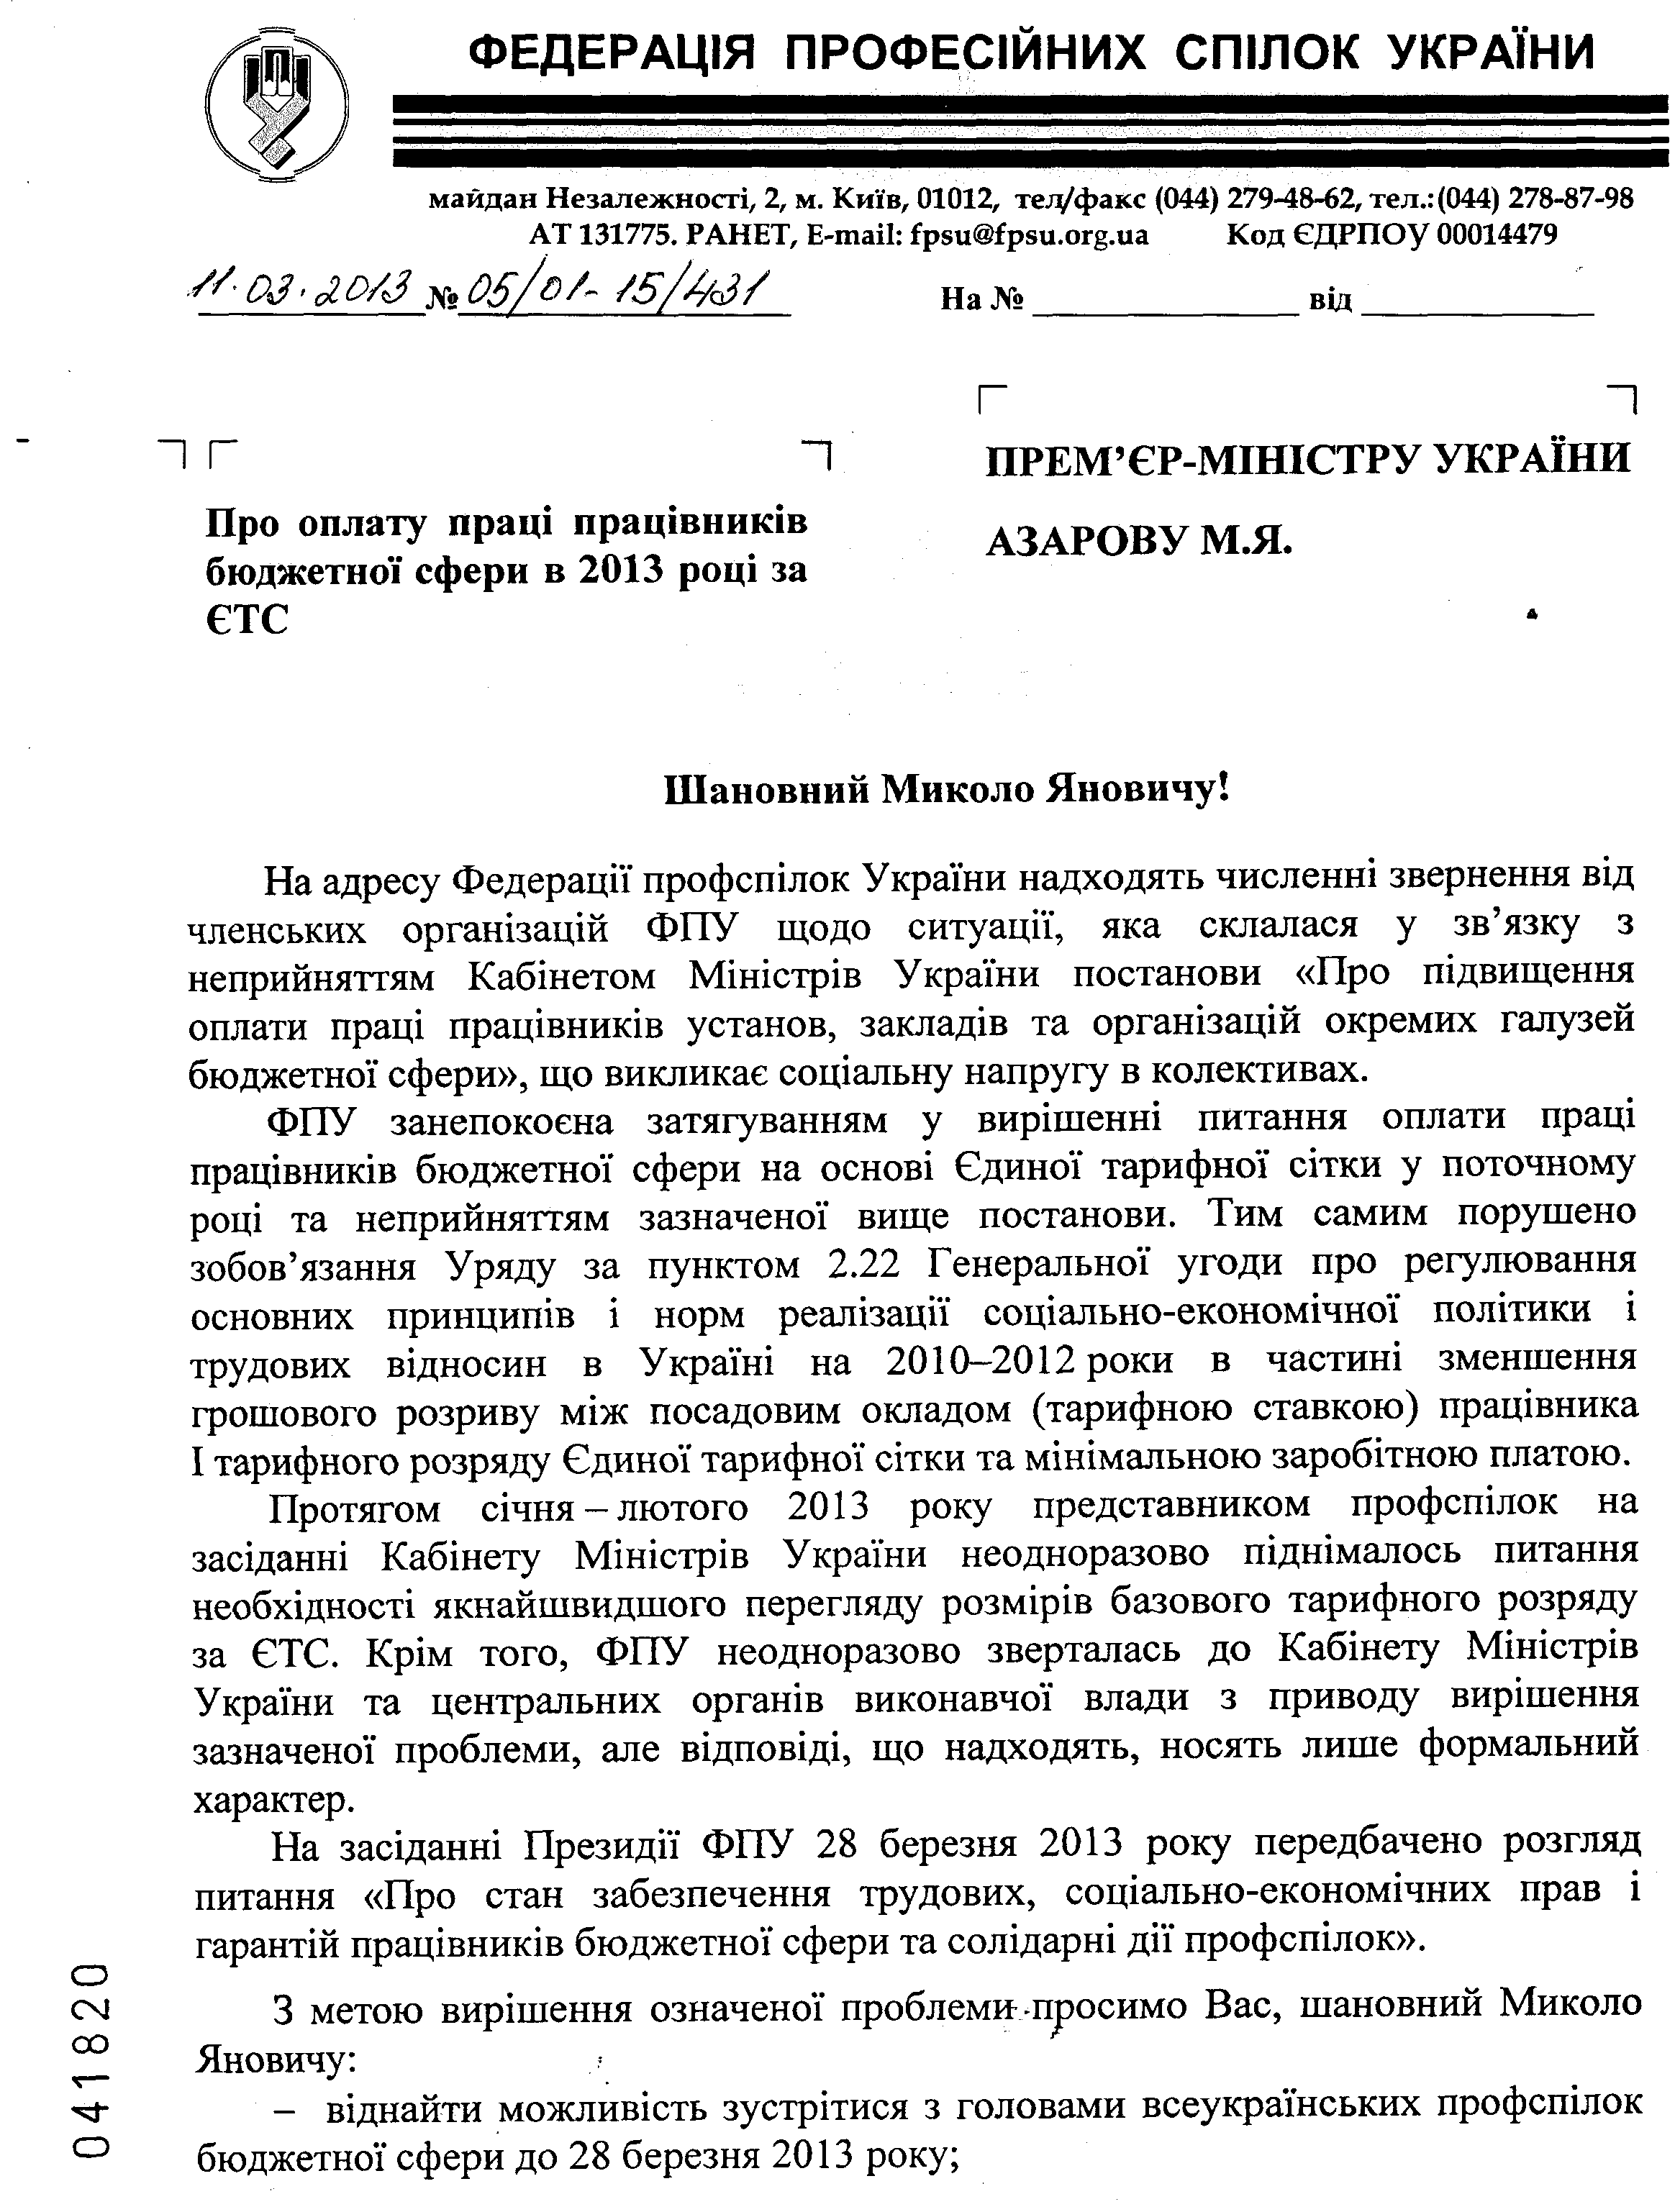 ФЕДЕРАЦІЯ ПРОФЕСІЙНИХ СПІЛОК УКРАЇНИ
майдан Незалежності, 2, м. Київ, 01012, тел/факс (044) 279-48-62, тел.:(044) 278-87-98
АТ 131775. РАНЕТ, E-mail: fpsu@fpsu.org.ua Код ЄДРПОУ 00014479
11.03.2013 № 05/01-15/431 На № ____________ від ____________
ПРЕМ’ЄР-МІНІСТРУ УКРАЇНИ
АЗАРОВУ М.Я.
Про оплату праці працівників
бюджетної сфери в 2013 році за
ЄТС
Шановний Миколо Яновичу!
На адресу Федерації профспілок України надходять численні звернення від
членських організацій ФПУ щодо ситуації, яка склалася у зв’язку з
неприйняттям Кабінетом Міністрів України постанови «Про підвищення
оплати праці працівників установ, закладів та організацій окремих галузей
бюджетної сфери», що викликає соціальну напругу в колективах.
ФПУ занепокоєна затягуванням у вирішенні питання оплати праці
працівників бюджетної сфери на основі Єдиної тарифної сітки у поточному
році та неприйняттям зазначеної вище постанови. Тим самим порушено
зобов’язання Уряду за пунктом 2.22 Генеральної угоди про регулювання
основних принципів і норм реалізації соціально-економічної політики і
трудових відносин в Україні на 2010–2012 роки в частині зменшення
грошового розриву між посадовим окладом (тарифною ставкою) працівника
І тарифного розряду Єдиної тарифної сітки та мінімальною заробітною платою.
Протягом січня – лютого 2013 року представником профспілок на
засіданні Кабінету Міністрів України неодноразово піднімалось питання
необхідності якнайшвидшого перегляду розмірів базового тарифного розряду
за ЄТС. Крім того, ФПУ неодноразово зверталась до Кабінету Міністрів
України та центральних органів виконавчої влади з приводу вирішення
зазначеної проблеми, але відповіді, що надходять, носять лише формальний
характер.
На засіданні Президії ФПУ 28 березня 2013 року передбачено розгляд
питання «Про стан забезпечення трудових, соціально-економічних прав і
гарантій працівників бюджетної сфери та солідарні дії профспілок».
З метою вирішення означеної проблеми просимо Вас, шановний Миколо
Яновичу:
– віднайти можливість зустрітися з головами всеукраїнських профспілок
бюджетної сфери до 28 березня 2013 року;
041820